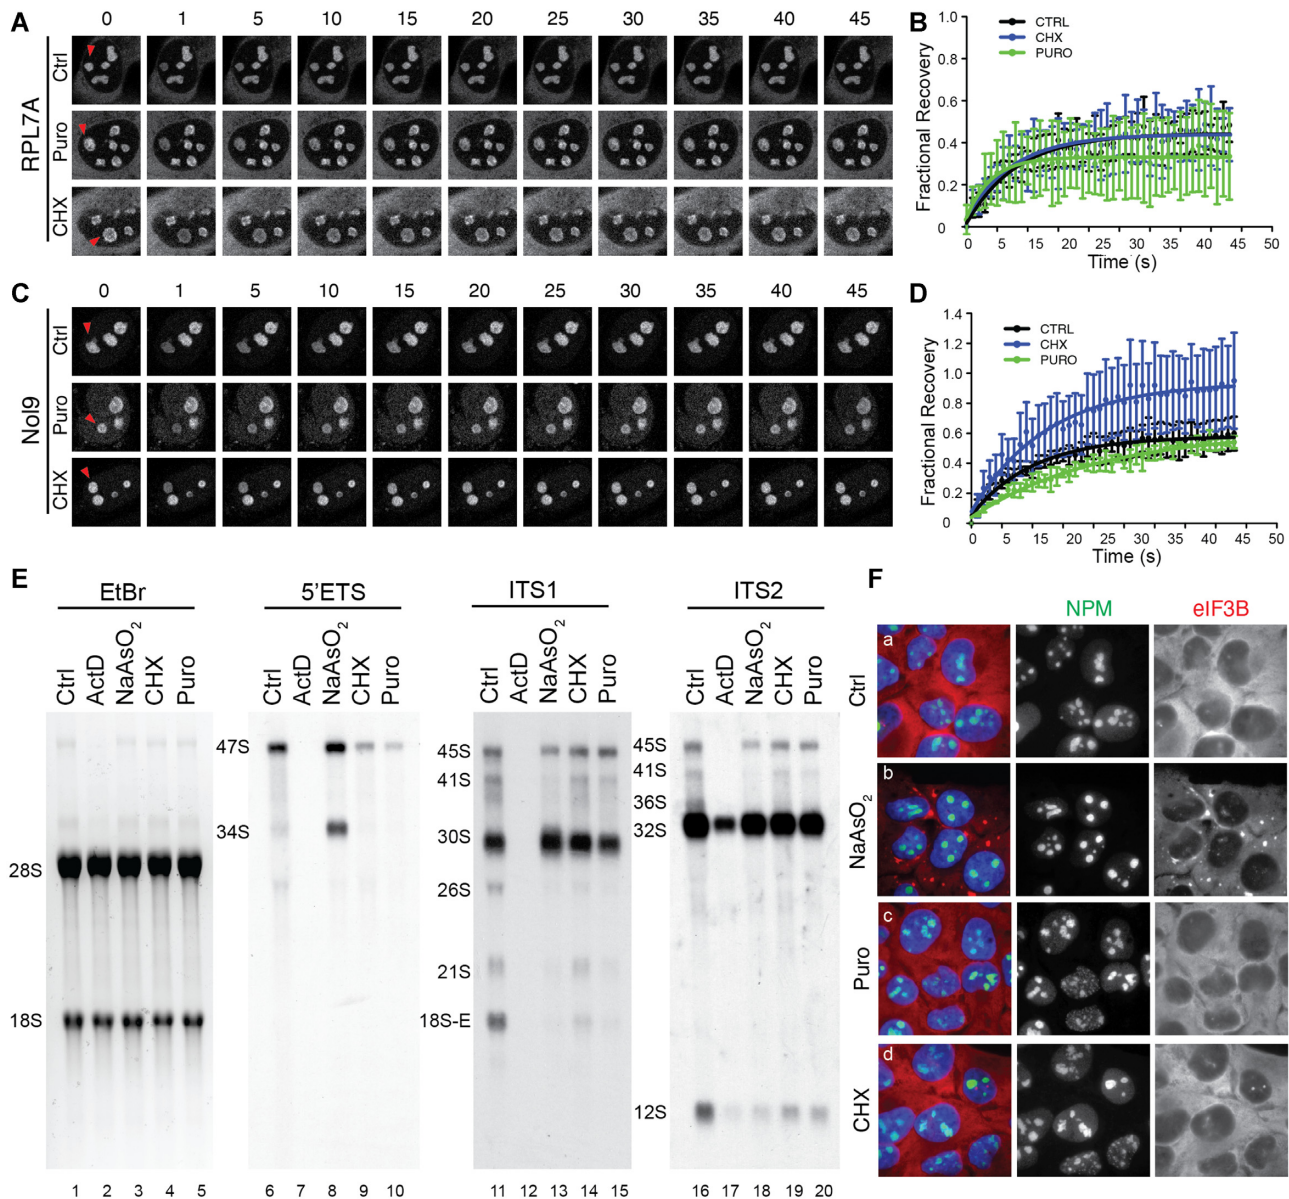 A
0 1 5 10 15 20 25 30 35 40 45
RPL7A
Ctrl
Puro
CHX
B
Fractional Recovery
1.0
0.8
0.6
0.4
0.2
0
CTRL
CHX
PURO
0 5 10 15 20 25 0 35 40 45 50
Time (s)
C
0 1 5 10 15 20 25 30 35 40 45
Nol9
Ctrl
Puro
CHX
D
Fractional Recovery
1.4
1.2
1.0
0.8
0.6
0.4
0.2
0
CTRL
CHX
PURO
0 5 10 15 20 25 30 35 40 45 50
Time (s)
E
EtBr 5'ETS ITS1 ITS2
Ctrl ActD NaAsO2 CHX Puro
Ctrl ActD NaAsO2 CHX Puro
Ctrl ActD NaAsO2 CHX Puro
Ctrl ActD NaAsO2 CHX Puro
28S
18S
47S
34S
45S
41S
30S
26S
21S
18S-E
45S
41S
36S
32S
12S
1 2 3 4 5 6 7 8 9 10 11 12 13 14 15 16 17 18 19 20
F
NPM eIF3B
Ctrl
a
NaAsO2
b
Puro
c
CHX
d